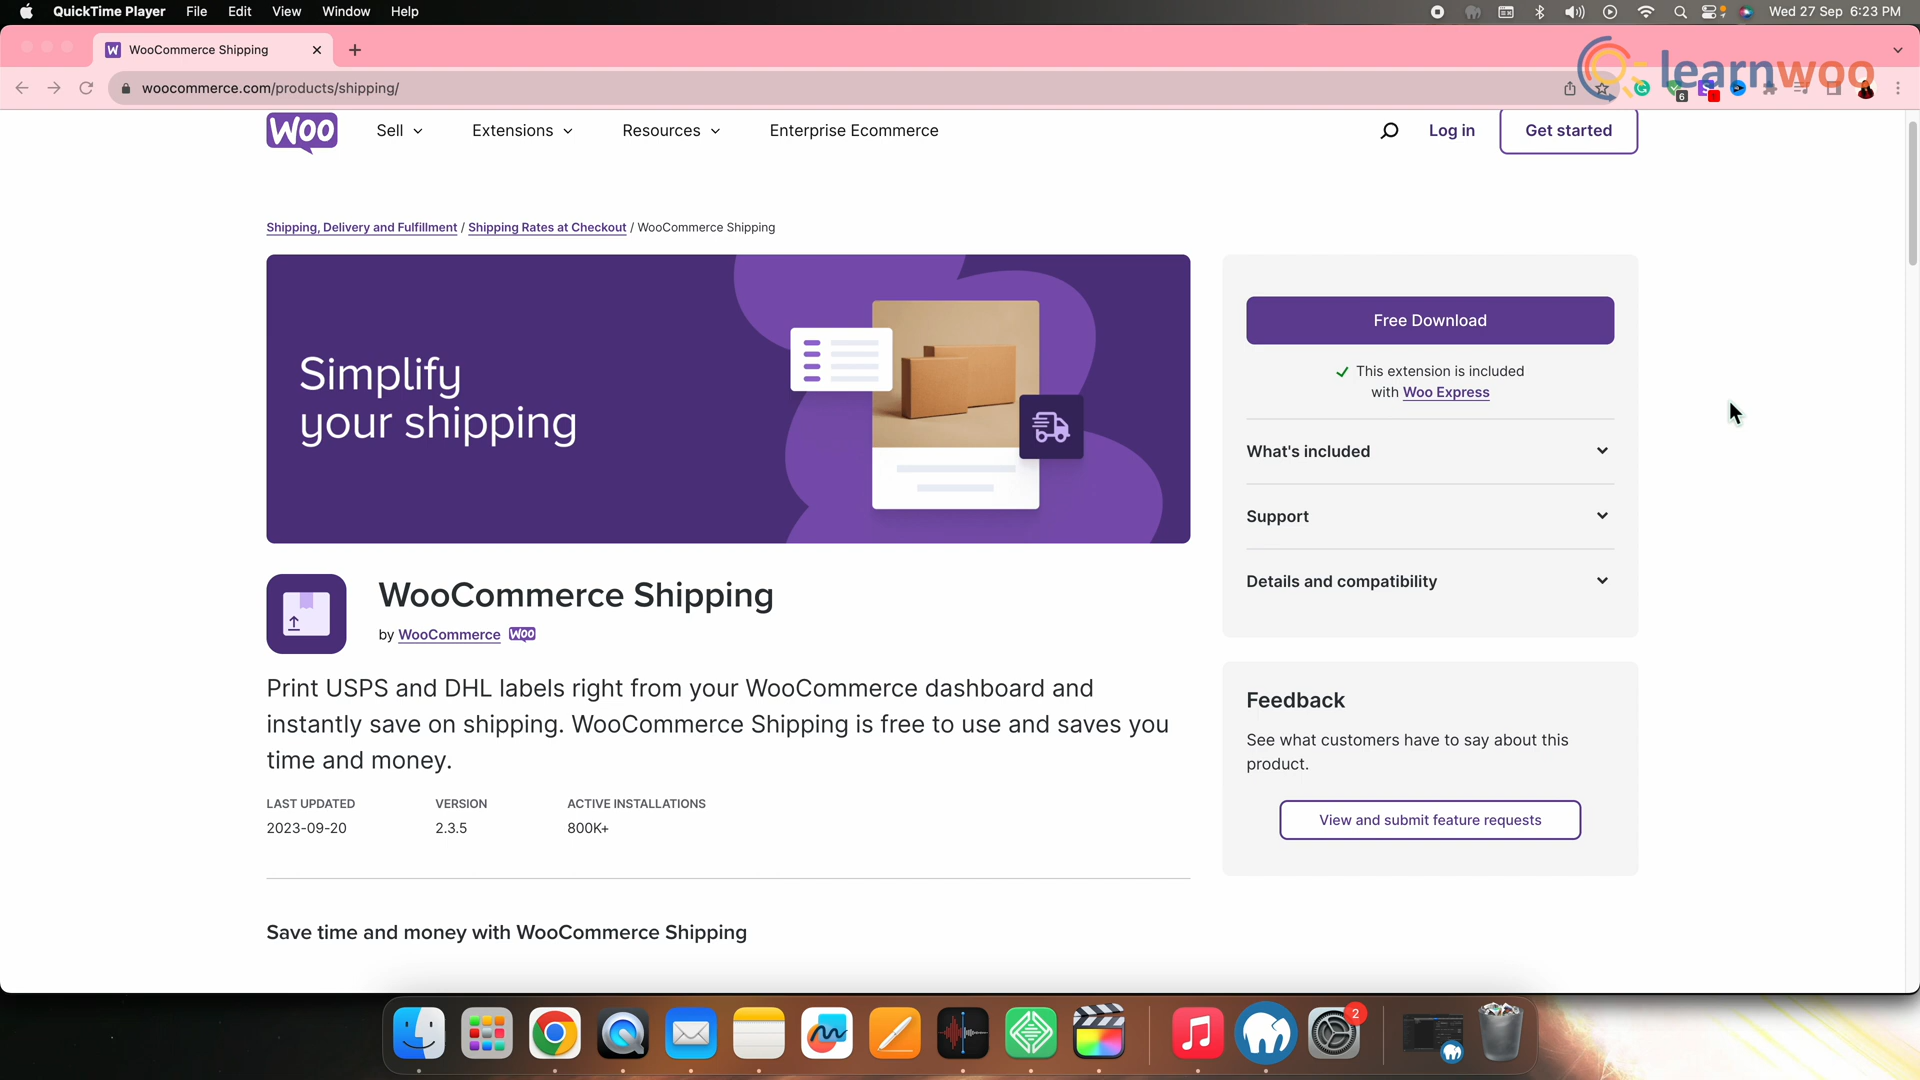 QuickTime Player File Edit View Window Help
Wed 27 Sep 6:23 PM
WooCommerce Shipping
learnwoo
woocommerce.com/products/shipping/
6
WOO
Sell
Extensions
Resources
Enterprise Ecommerce
Log in
Get started
Shipping, Delivery and Fulfillment / Shipping Rates at Checkout / WooCommerce Shipping
Simplify
your shipping
Free Download
This extension is included
with Woo Express
What's included
Support
Details and compatibility
WooCommerce Shipping
by WooCommerce WOO
Print USPS and DHL labels right from your WooCommerce dashboard and
instantly save on shipping. WooCommerce Shipping is free to use and saves you
time and money.
LAST UPDATED VERSION ACTIVE INSTALLATIONS
2023-09-20 2.3.5 800K+
Feedback
See what customers have to say about this
product.
View and submit feature requests
Save time and money with WooCommerce Shipping
2